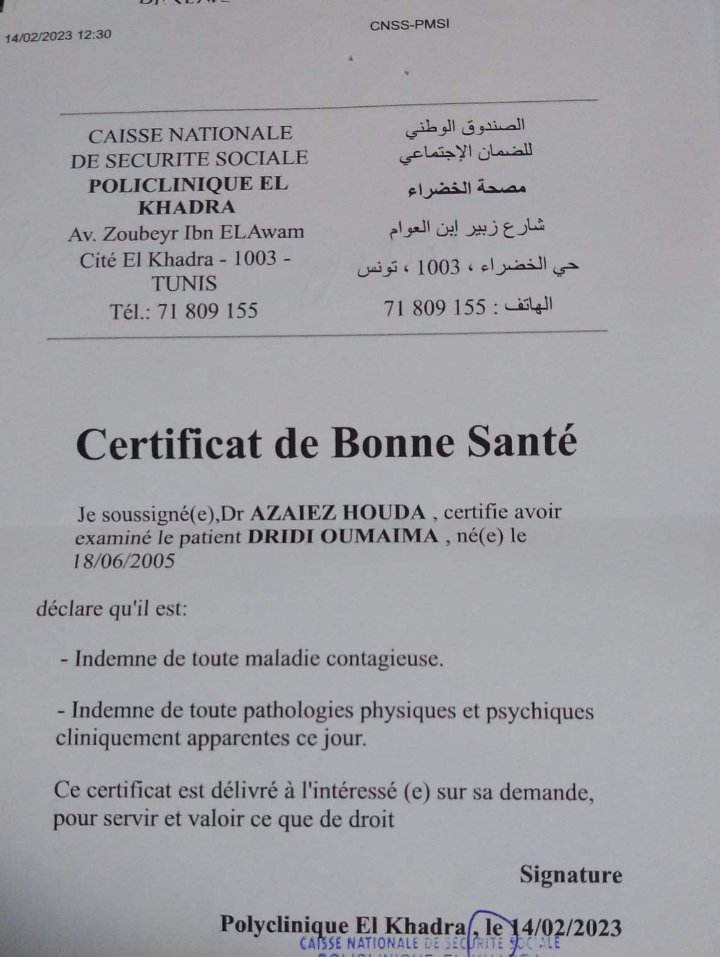 14/02/2023 12:30
CNSS-PMSI
CAISSE NATIONALE
DE SECURITE SOCIALE
POLICLINIQUE EL
KHADRA
Av. Zoubeyr Ibn ELAwam
Cité El Khadra - 1003 -
TUNIS
Tél.: 71 809 155
الصندوق الوطني
للضمان الإجتماعي
مصحة الخضراء
شارع زبير إبن العوام
حي الخضراء ، 1003 ، تونس
الهاتف : 155 809 71
Certificat de Bonne Santé
Je soussigné(e),Dr AZAIEZ HOUDA , certifie avoir
examiné le patient DRIDI OUMAIMA , né(e) le
18/06/2005
déclare qu'il est:
- Indemne de toute maladie contagieuse.
- Indemne de toute pathologies physiques et psychiques
cliniquement apparentes ce jour.
Ce certificat est délivré à l'intéressé (e) sur sa demande,
pour servir et valoir ce que de droit
Signature
Polyclinique El Khadra , le 14/02/2023
CAISSE NATIONALE DE SECURITE SOCIALE